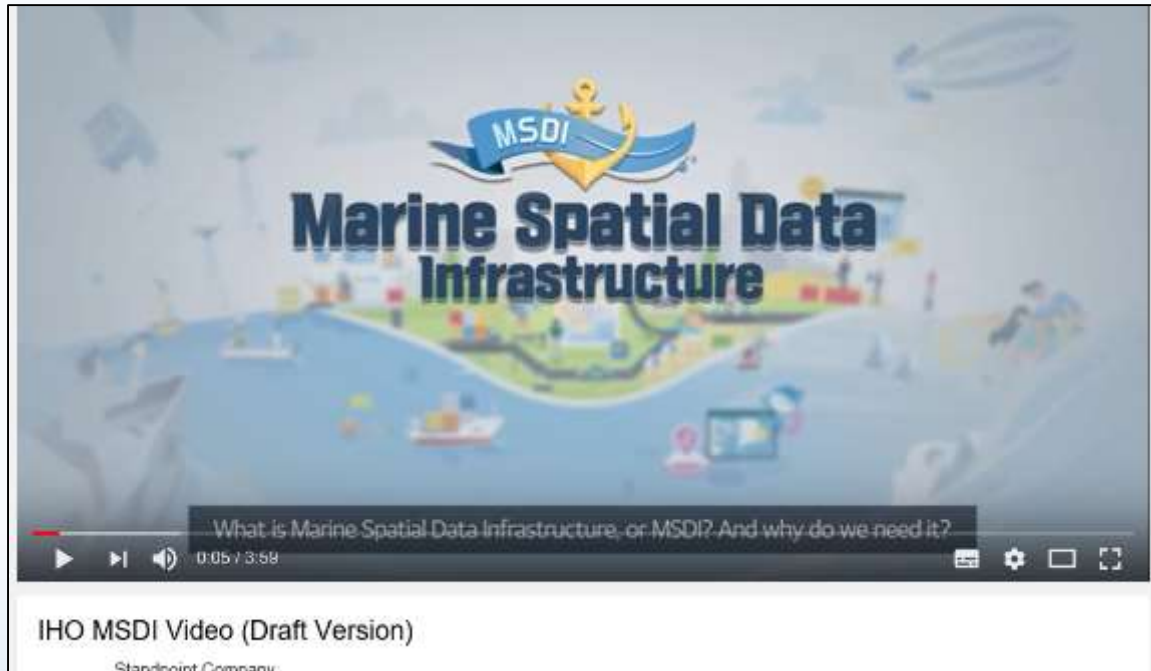 MSDI
Marine Spatial Data
Infrastructure
What is Marine Spatial Data Infrastructure, or MSDI? And why do we need it?
0:05 / 3:59
IHO MSDI Video (Draft Version)
Standpoint Company